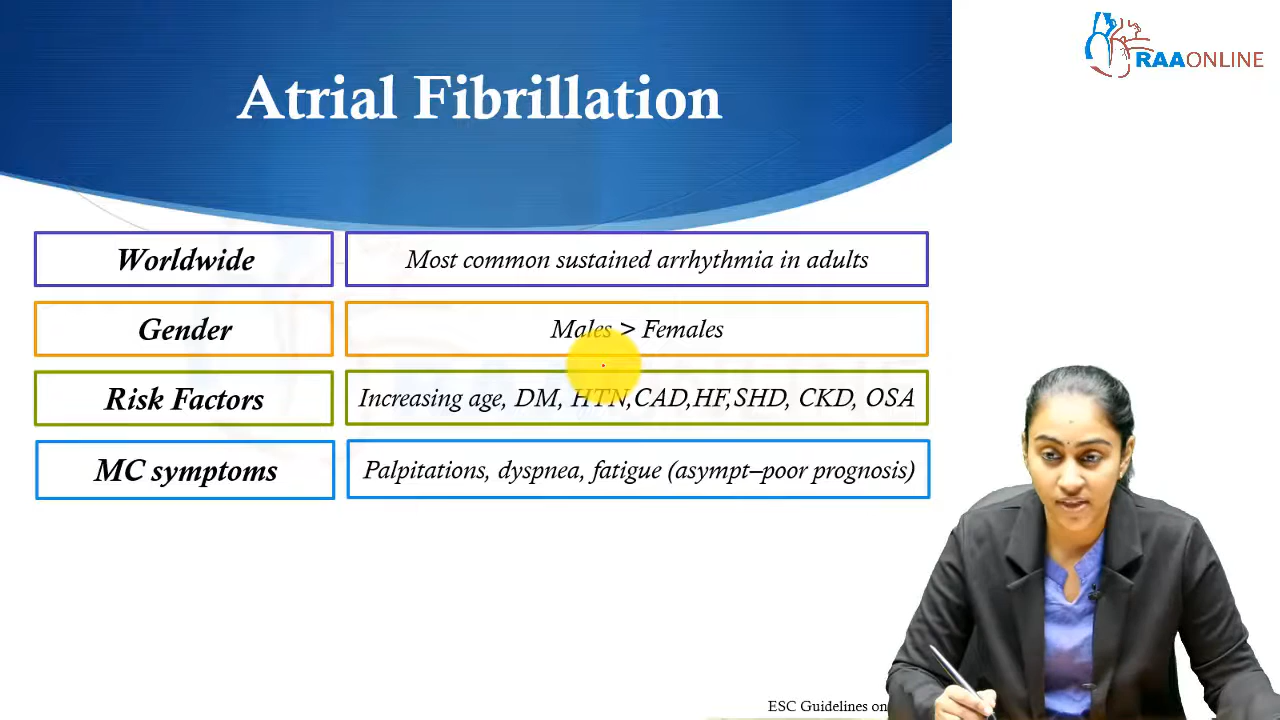 RAAONLINE
Atrial Fibrillation
Worldwide
Most common sustained arrhythmia in adults
Gender
Males > Females
Risk Factors
Increasing age, DM, HTN,CAD,HF,SHD, CKD, OSA
MC symptoms
Palpitations, dyspnea, fatigue (asympt–poor prognosis)
ESC Guidelines on